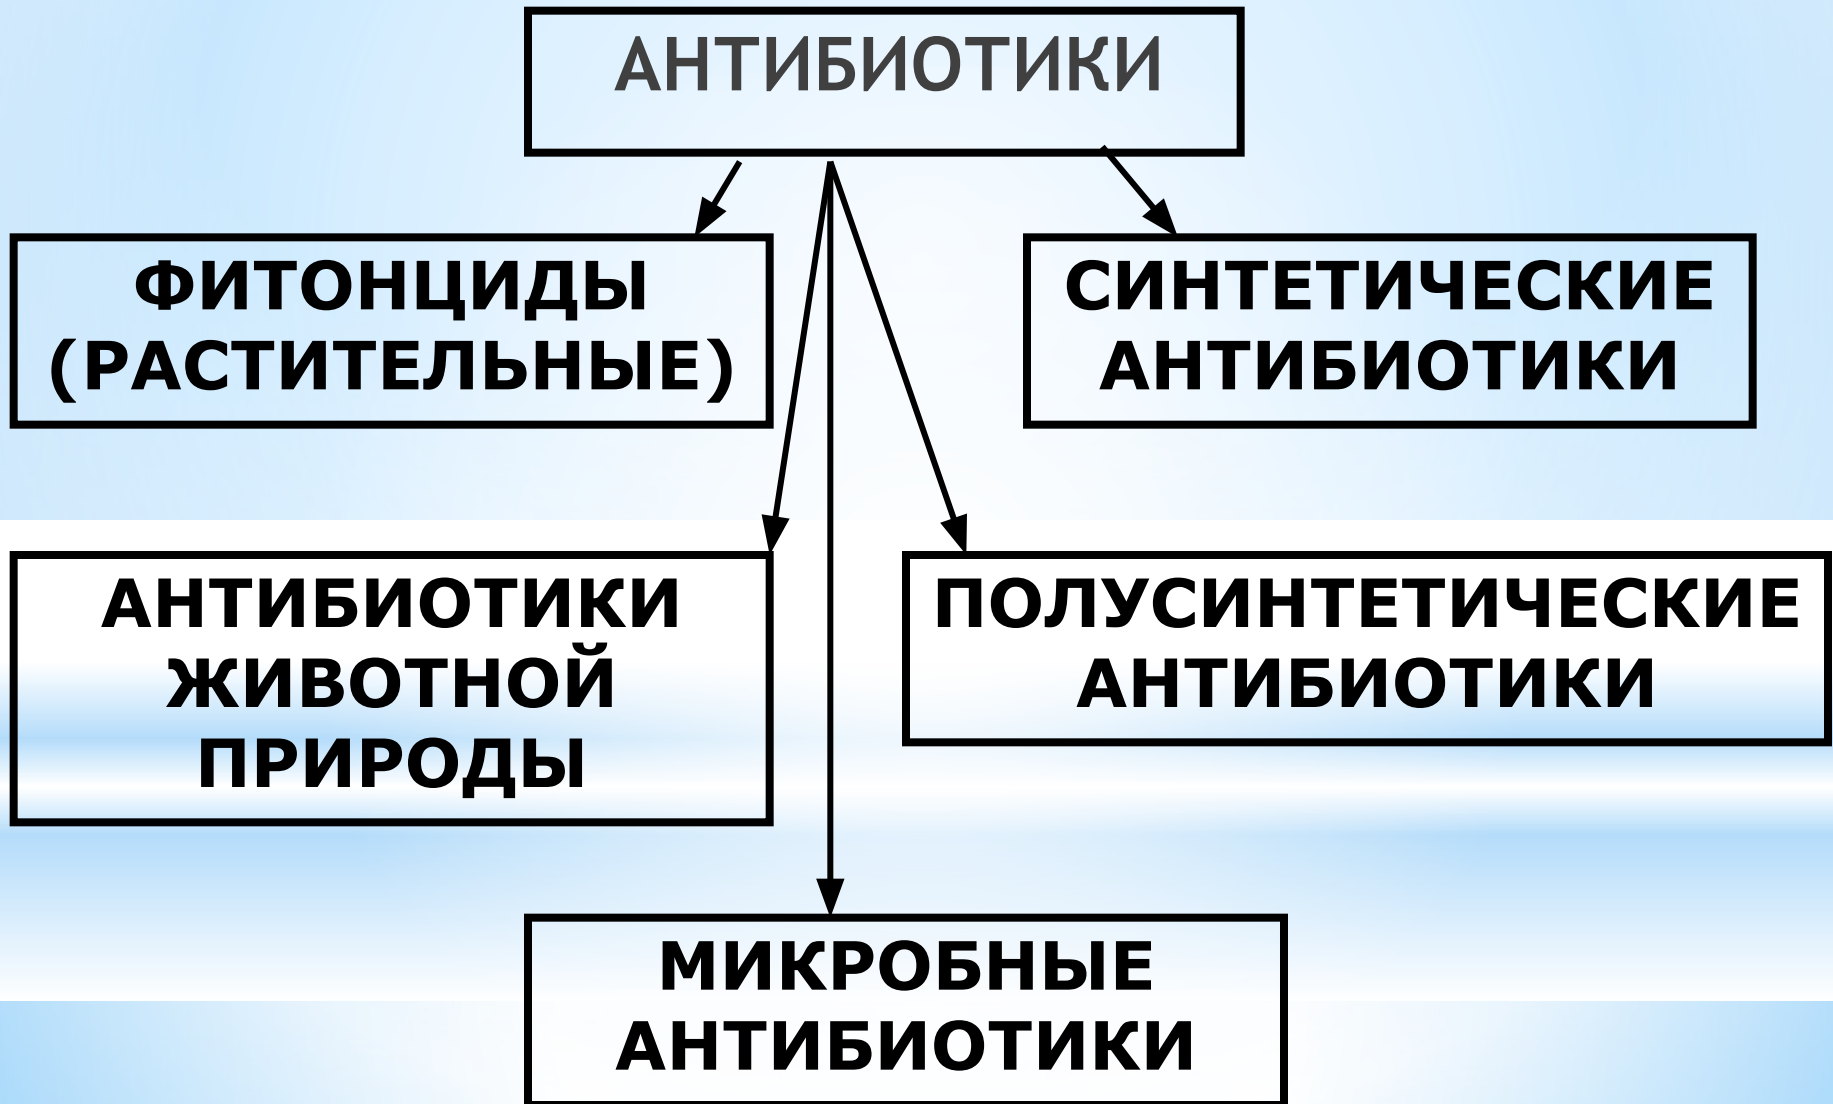 АНТИБИОТИКИ
ФИТОНЦИДЫ
(РАСТИТЕЛЬНЫЕ)
СИНТЕТИЧЕСКИЕ
АНТИБИОТИКИ
АНТИБИОТИКИ
ЖИВОТНОЙ
ПРИРОДЫ
ПОЛУСИНТЕТИЧЕСКИЕ
АНТИБИОТИКИ
МИКРОБНЫЕ
АНТИБИОТИКИ